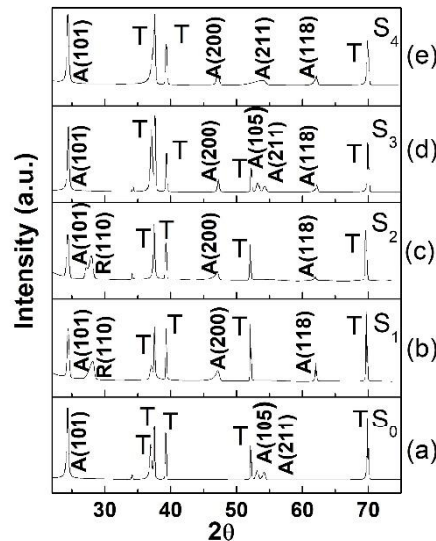 A(101) T T A(200) A(211) A(118) T S4 (e)
A(101) T T A(200) T A(105) A(211) A(118) T S3 (d)
A(101) R(110) T T A(200) T A(118) T S2 (c)
A(101) R(110) T T A(200) T A(118) T S1 (b)
A(101) T T T T A(105) A(211) T S0 (a)
Intensity (a.u.)
30 40 50 60 70
2θ